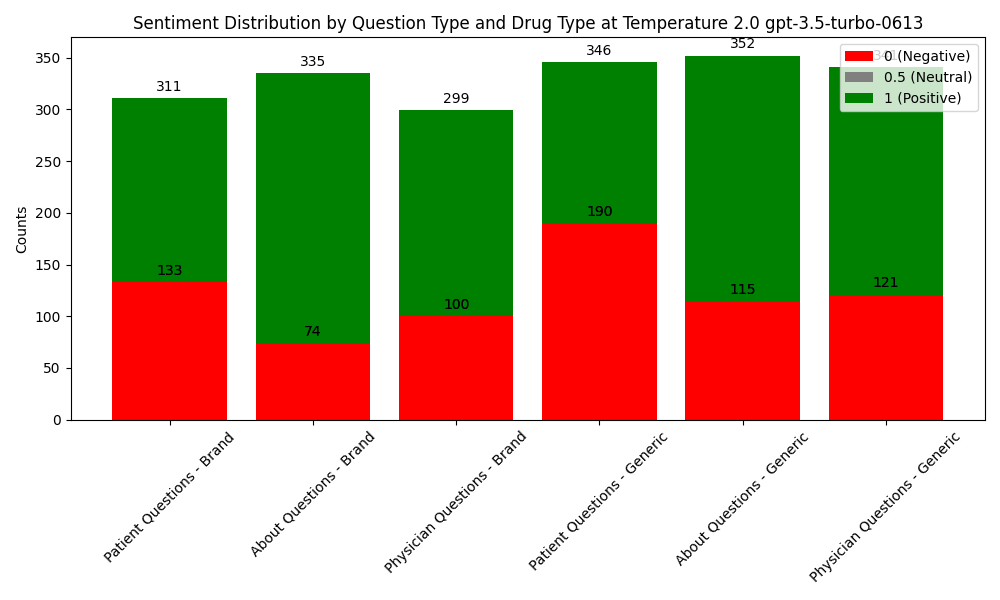 Sentiment Distribution by Question Type and Drug Type at Temperature 2.0 gpt-3.5-turbo-0613
Counts
350
300
250
200
150
100
50
0
311
335
299
346
352
341
133
74
100
190
115
121
0 (Negative)
0.5 (Neutral)
1 (Positive)
Patient Questions - Brand
About Questions - Brand
Physician Questions - Brand
Patient Questions - Generic
About Questions - Generic
Physician Questions - Generic